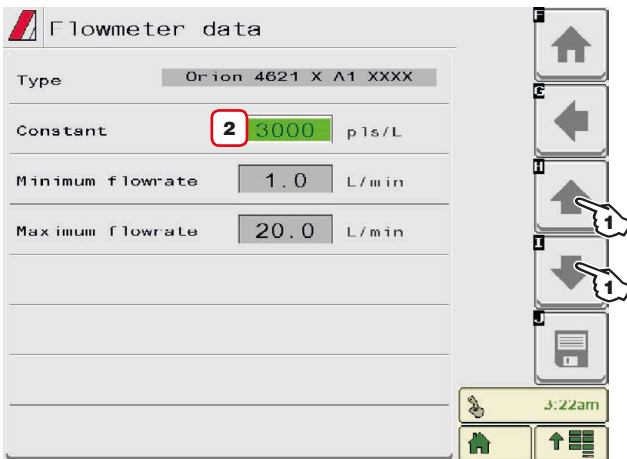 Flowmeter data
Type Orion 4621 X A1 XXXX
Constant 2 3000 pls/L
Minimum flowrate 1.0 L/min
Maximum flowrate 20.0 L/min
F
G
H
1
I
1
J
3:22am